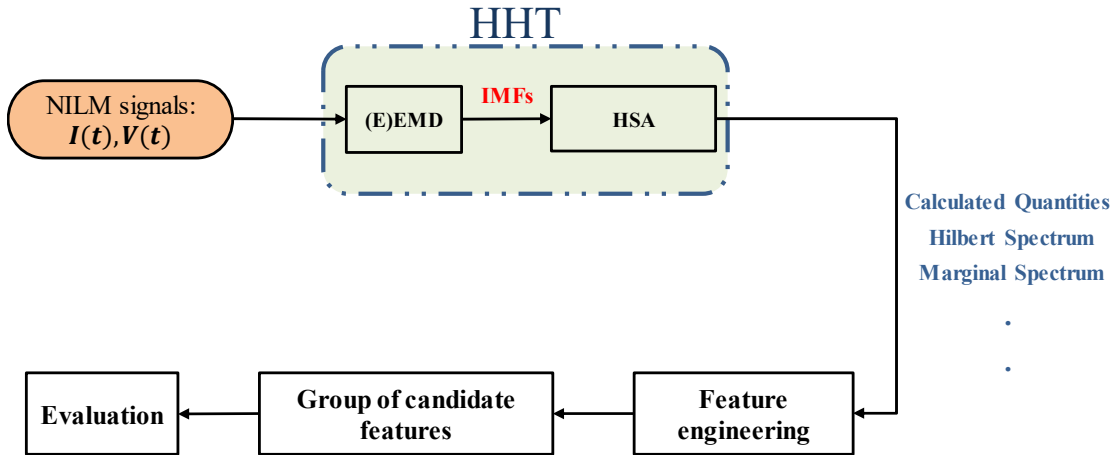 HHT
NILM signals:
I(t),V(t)
(E)EMD
IMFs
HSA
Calculated Quantities
Hilbert Spectrum
Marginal Spectrum
.
.
Evaluation
Group of candidate
features
Feature
engineering